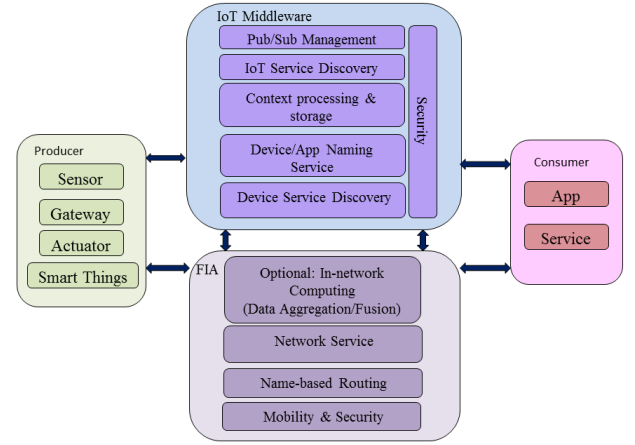 IoT Middleware
Pub/Sub Management
IoT Service Discovery
Context processing &
storage
Device/App Naming
Service
Device Service Discovery
Security
Producer
Sensor
Gateway
Actuator
Smart Things
Consumer
App
Service
FIA
Optional: In-network
Computing
(Data Aggregation/Fusion)
Network Service
Name-based Routing
Mobility & Security